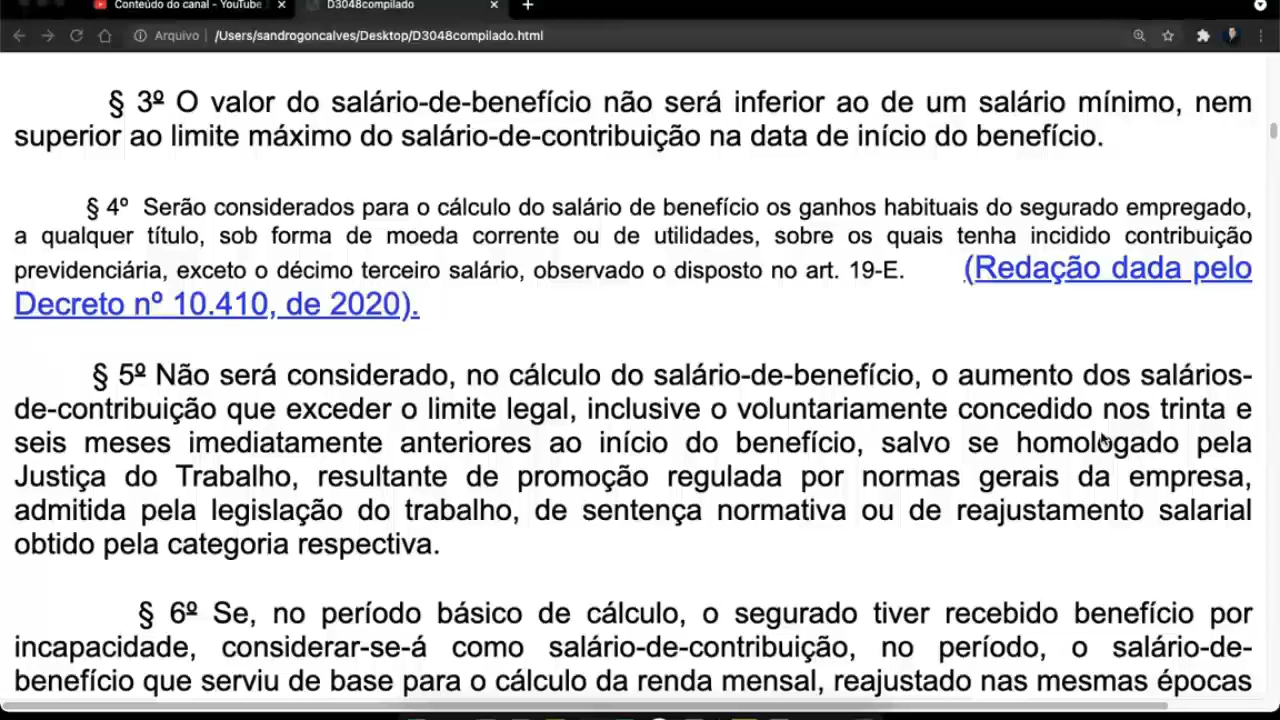 Conteúdo do canal - YouTube
D3048compilado
Arquivo | /Users/sandrogoncalves/Desktop/D3048compilado.html
§ 3º O valor do salário-de-benefício não será inferior ao de um salário mínimo, nem
superior ao limite máximo do salário-de-contribuição na data de início do benefício.
§ 4º Serão considerados para o cálculo do salário de benefício os ganhos habituais do segurado empregado,
a qualquer título, sob forma de moeda corrente ou de utilidades, sobre os quais tenha incidido contribuição
previdenciária, exceto o décimo terceiro salário, observado o disposto no art. 19-E. (Redação dada pelo
Decreto nº 10.410, de 2020).
§ 5º Não será considerado, no cálculo do salário-de-benefício, o aumento dos salários-
de-contribuição que exceder o limite legal, inclusive o voluntariamente concedido nos trinta e
seis meses imediatamente anteriores ao início do benefício, salvo se homologado pela
Justiça do Trabalho, resultante de promoção regulada por normas gerais da empresa,
admitida pela legislação do trabalho, de sentença normativa ou de reajustamento salarial
obtido pela categoria respectiva.
§ 6º Se, no período básico de cálculo, o segurado tiver recebido benefício por
incapacidade, considerar-se-á como salário-de-contribuição, no período, o salário-de-
benefício que serviu de base para o cálculo da renda mensal, reajustado nas mesmas épocas